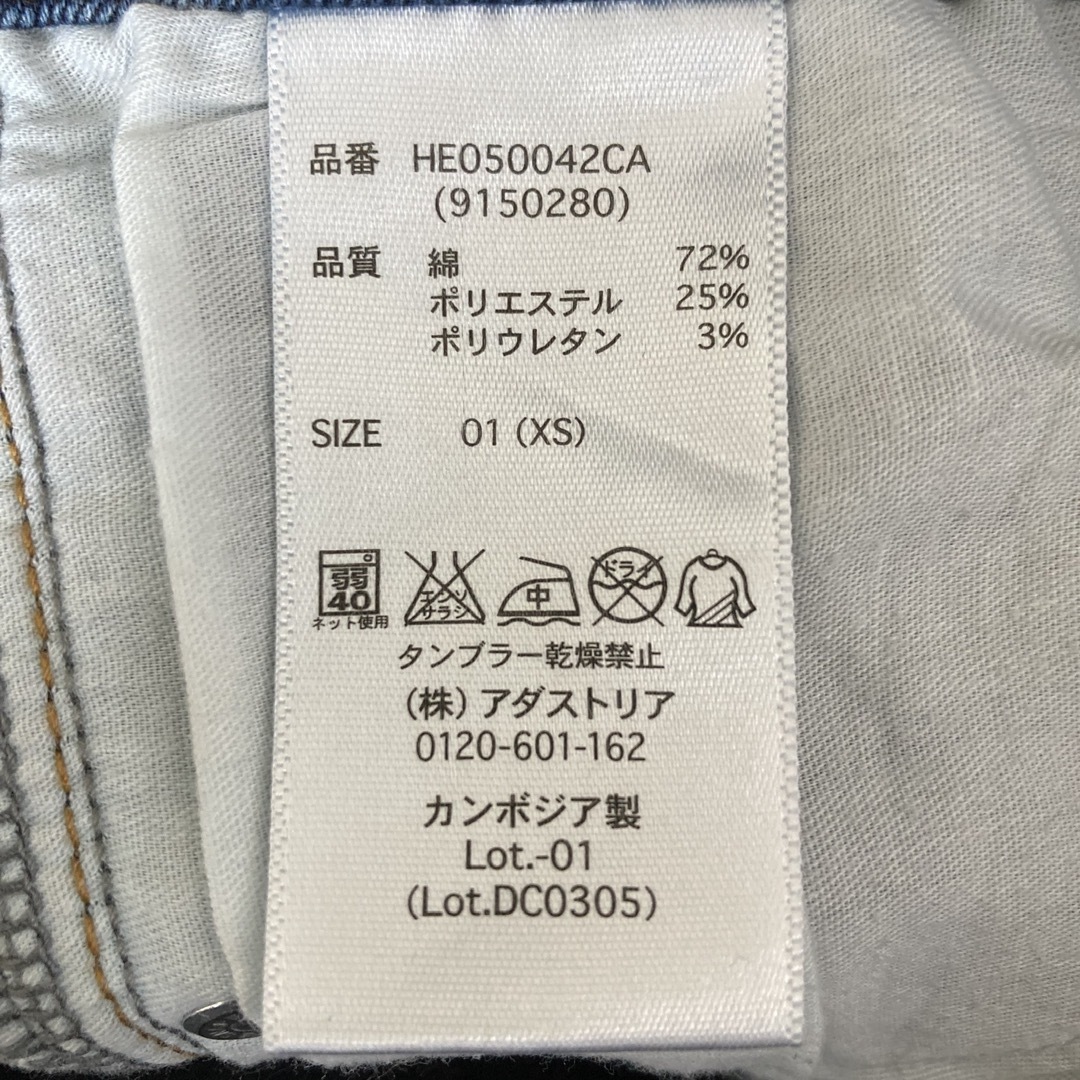 品番 HE050042CA
(9150280)
品質 綿 72%
ポリエステル 25%
ポリウレタン 3%
SIZE 01 (XS)
弱
40
ネット使用
エンソ
サラシ
中
ドライ
タンブラー乾燥禁止
(株) アダストリア
0120-601-162
カンボジア製
Lot.-01
(Lot.DC0305)